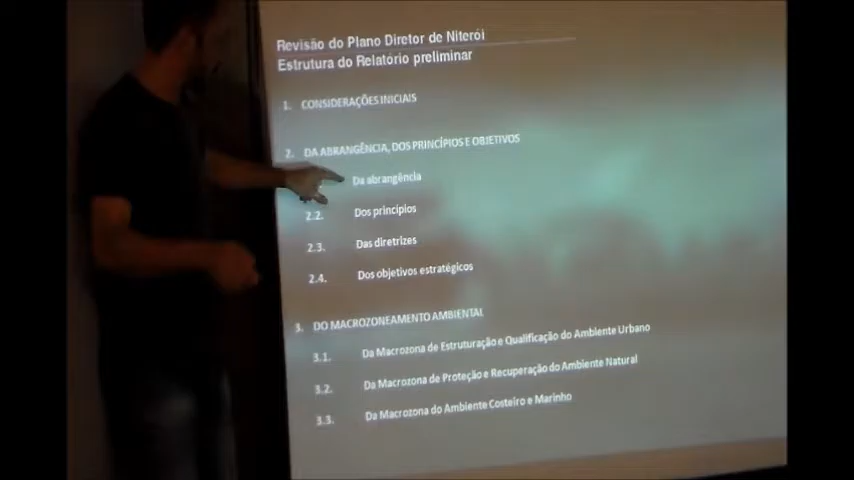 Revisão do Plano Diretor de Niterói
Estrutura do Relatório preliminar
1. CONSIDERAÇÕES INICIAIS
2. DA ABRANGÊNCIA, DOS PRINCÍPIOS E OBJETIVOS
Da abrangência
2.2. Dos princípios
2.3. Das diretrizes
2.4. Dos objetivos estratégicos
3. DO MACROZONEAMENTO AMBIENTAL
3.1. Da Macrozona de Estruturação e Qualificação do Ambiente Urbano
3.2. Da Macrozona de Proteção e Recuperação do Ambiente Natural
3.3. Da Macrozona do Ambiente Costeiro e Marinho